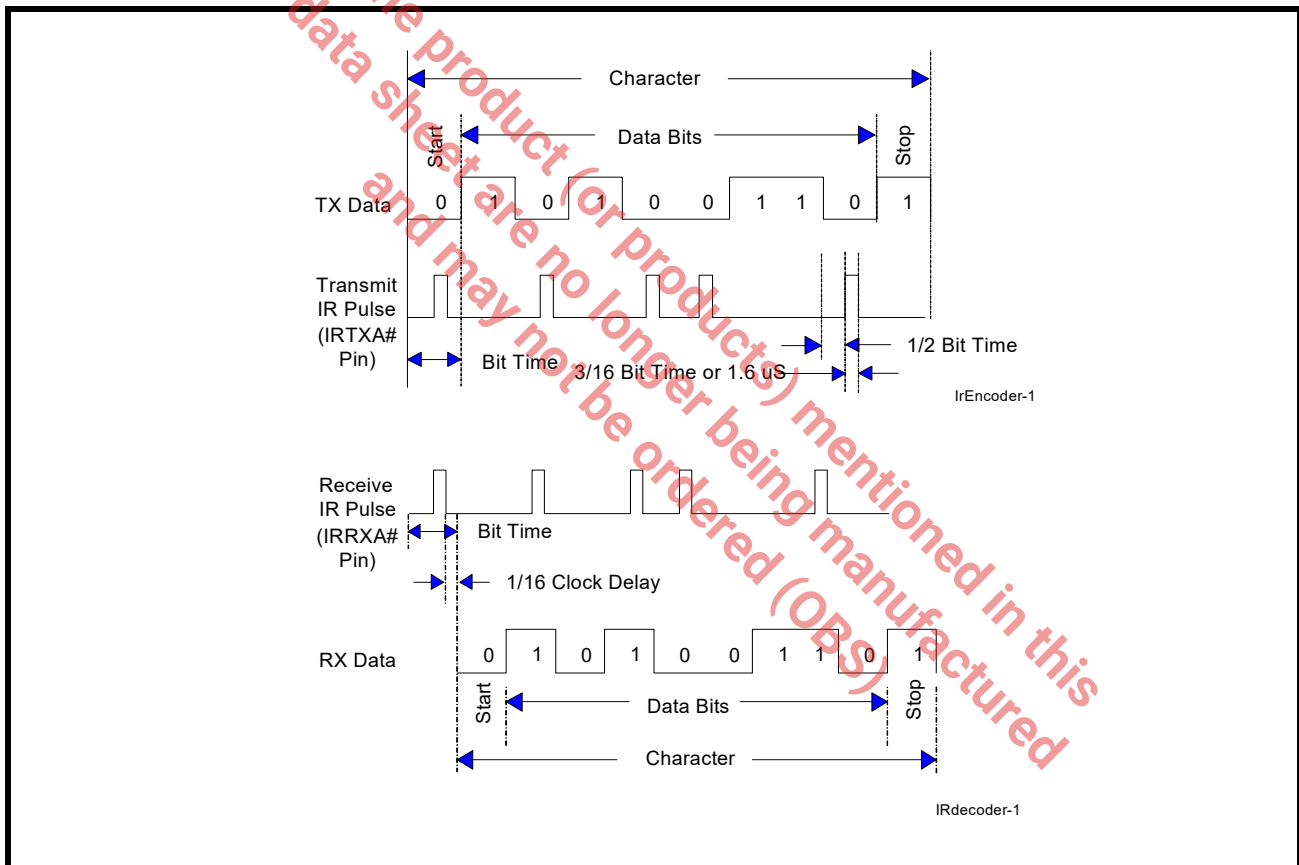 Character
Start
Data Bits
Stop
TX Data
0 1 0 1 0 0 1 1 0 1
Transmit
IR Pulse
(IRTXA#
Pin)
Bit Time
3/16 Bit Time or 1.6 uS
1/2 Bit Time
IrEncoder-1
Receive
IR Pulse
(IRRXA#
Pin)
Bit Time
1/16 Clock Delay
RX Data
0 1 0 1 0 0 1 1 0 1
Start
Data Bits
Stop
Character
IRdecoder-1
product (or products) mentioned in this
data sheet are no longer being manufactured
and may not be ordered (OBS)